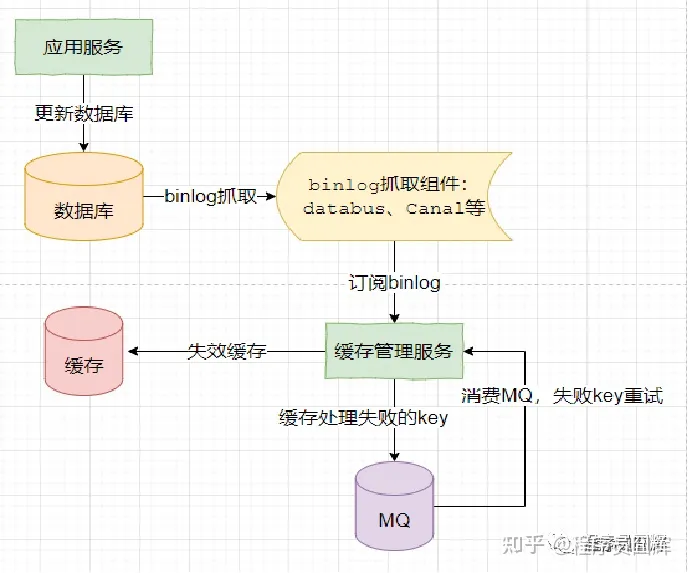 应用服务
更新数据库
数据库
binlog抓取
binlog抓取组件：
databus、Canal等
订阅binlog
缓存
失效缓存
缓存管理服务
消费MQ，失败key重试
缓存处理失败的key
MQ
知乎 @程序员囧辉